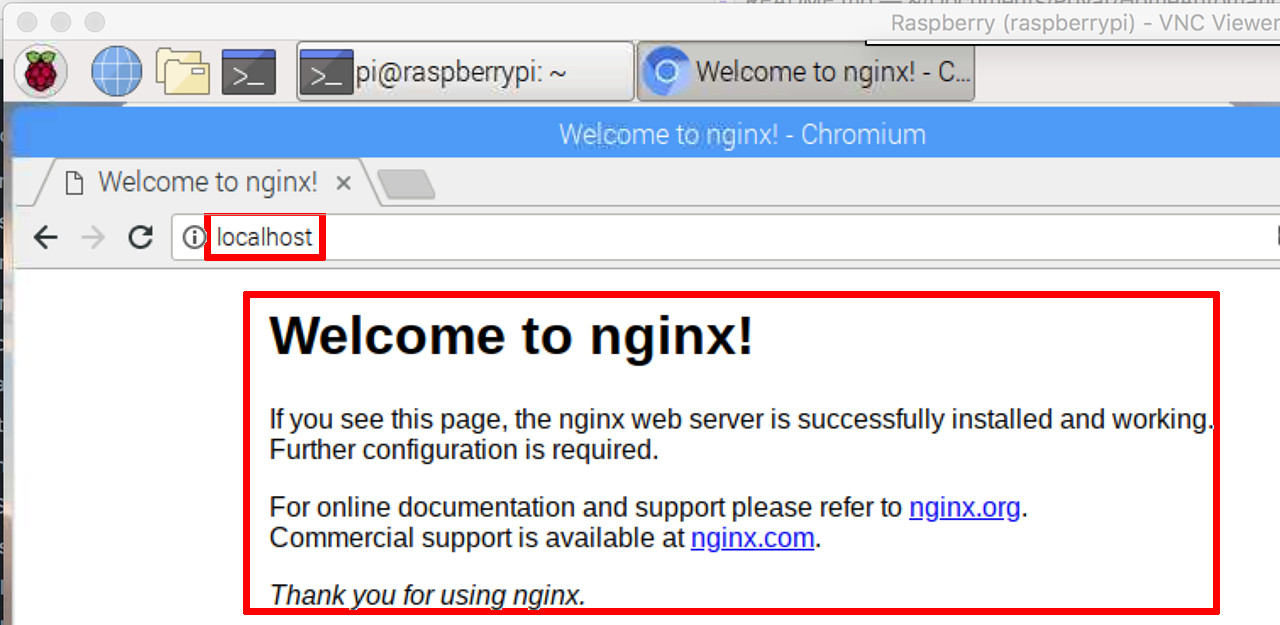 Raspberry (raspberrypi) - VNC Viewer
pi@raspberrypi: ~
Welcome to nginx! - C...
Welcome to nginx! - Chromium
Welcome to nginx!
localhost
Welcome to nginx!
If you see this page, the nginx web server is successfully installed and working.
Further configuration is required.
For online documentation and support please refer to nginx.org.
Commercial support is available at nginx.com.
Thank you for using nginx.